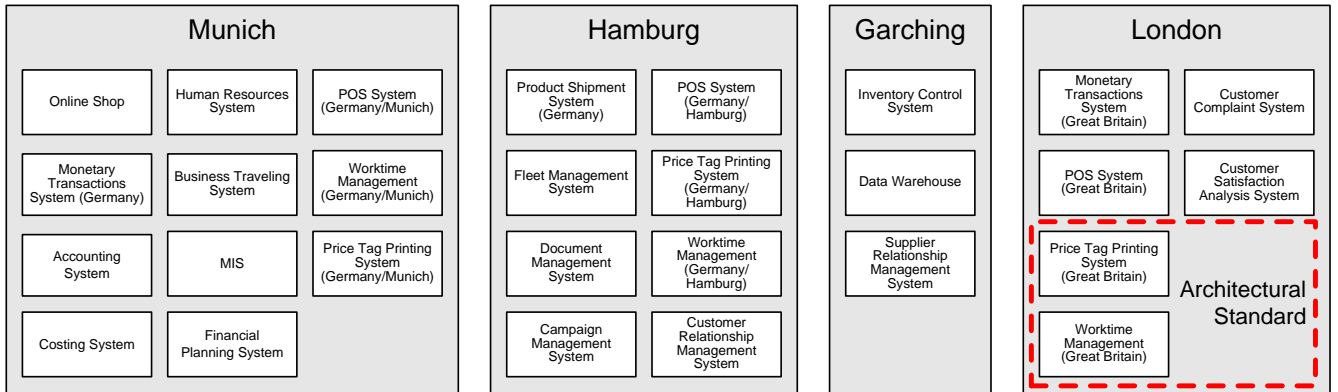 Munich
Online Shop
Human Resources
System
POS System
(Germany/Munich)
Monetary
Transactions
System (Germany)
Business Traveling
System
Worktime
Management
(Germany/Munich)
Accounting
System
MIS
Price Tag Printing
System
(Germany/Munich)
Costing System
Financial
Planning System
Hamburg
Product Shipment
System
(Germany)
POS System
(Germany/
Hamburg)
Fleet Management
System
Price Tag Printing
System
(Germany/
Hamburg)
Document
Management
System
Worktime
Management
(Germany/
Hamburg)
Campaign
Management
System
Customer
Relationship
Management
System
Garching
Inventory Control
System
Data Warehouse
Supplier
Relationship
Management
System
London
Monetary
Transactions
System
(Great Britain)
Customer
Complaint System
POS System
(Great Britain)
Customer
Satisfaction
Analysis System
Price Tag Printing
System
(Great Britain)
Architectural
Standard
Worktime
Management
(Great Britain)